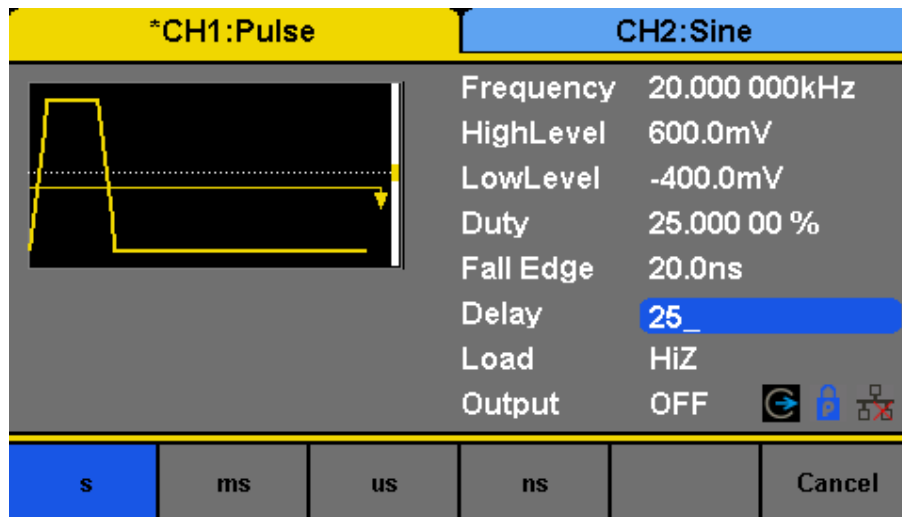 *CH1:Pulse
CH2:Sine
Frequency 20.000 000kHz
HighLevel 600.0mV
LowLevel -400.0mV
Duty 25.000 00 %
Fall Edge 20.0ns
Delay 25_
Load HiZ
Output OFF P
s ms us ns Cancel